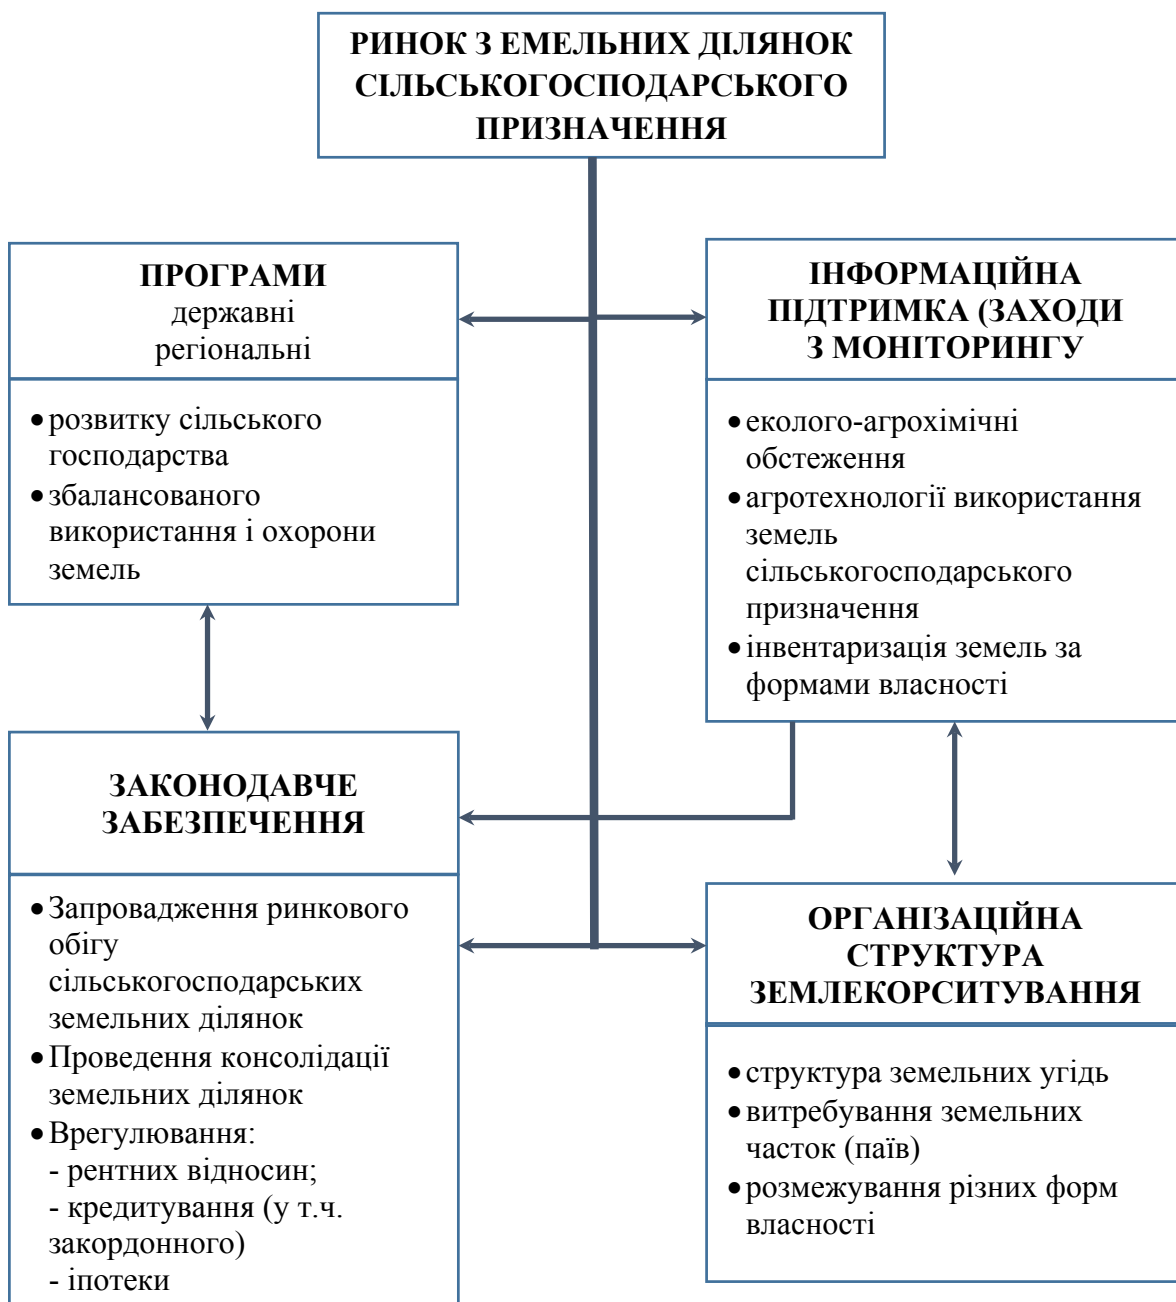 РИНОК З ЕМЕЛЬНИХ ДІЛЯНОК
СІЛЬСЬКОГОСПОДАРСЬКОГО
ПРИЗНАЧЕННЯ
ПРОГРАМИ
державні
регіональні
•розвитку сільського
господарства
•збалансованого
використання і охорони
земель
ІНФОРМАЦІЙНА
ПІДТРИМКА (ЗАХОДИ
З МОНІТОРИНГУ
•еколого-агрохімічні
обстеження
•агротехнології використання
земель
сільськогосподарського
призначення
•інвентаризація земель за
формами власності
ЗАКОНОДАВЧЕ
ЗАБЕЗПЕЧЕННЯ
•Запровадження ринкового
обігу
сільськогосподарських
земельних ділянок
•Проведення консолідації
земельних ділянок
•Врегулювання:
- рентних відносин;
- кредитування (у т.ч.
закордонного)
- іпотеки
ОРГАНІЗАЦІЙНА
СТРУКТУРА
ЗЕМЛЕКОРСИТУВАННЯ
•структура земельних угідь
•витребування земельних
часток (паїв)
•розмежування різних форм
власності